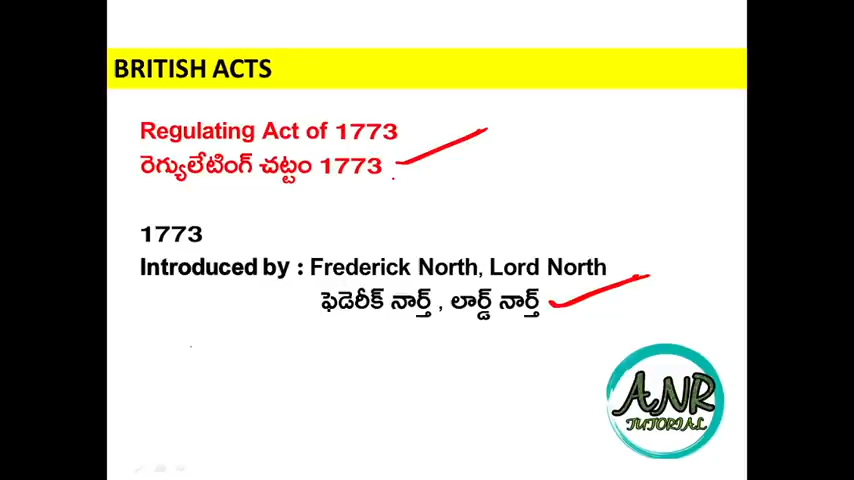 BRITISH ACTS
Regulating Act of 1773
రెగ్యులేటింగ్ చట్టం 1773
1773
Introduced by : Frederick North, Lord North
ఫెడెరీక్ నార్త్ , లార్డ్ నార్త్
ANR
TUTORIAL